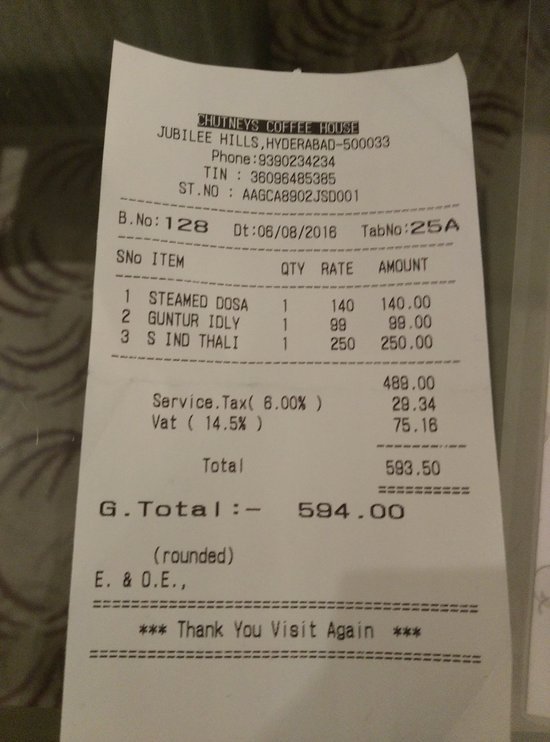 CHUTNEYS COFFEE HOUSE
JUBILEE HILLS,HYDERABAD-500033
Phone:9390234234
TIN : 36096485385
ST.NO : AAGCA8902JSD001
B.No:128 Dt:06/08/2016 TabNo:25A
SNo ITEM QTY RATE AMOUNT
1 STEAMED DOSA 1 140 140.00
2 GUNTUR IDLY 1 99 99.00
3 S IND THALI 1 250 250.00
489.00
Service.Tax( 6.00% ) 29.34
Vat ( 14.5% ) 75.16
Total 593.50
G.Total:- 594.00
(rounded)
E. & O.E.,
*** Thank You Visit Again ***